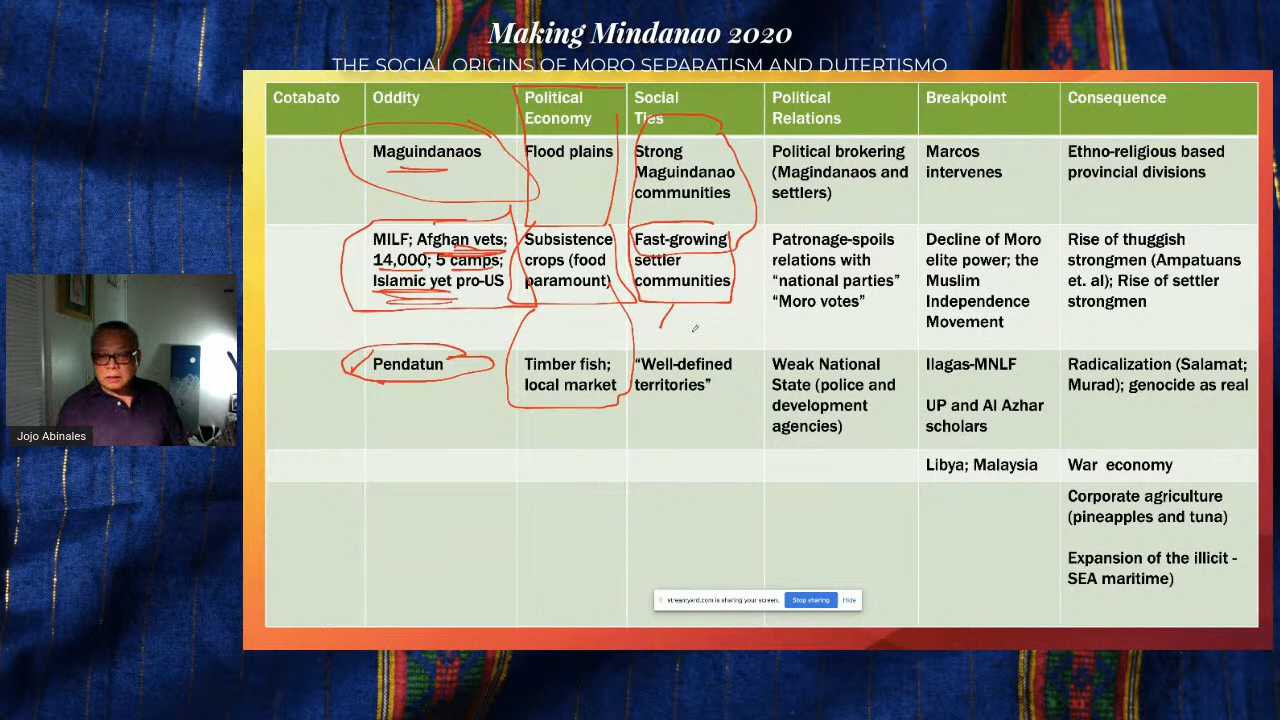 Making Mindanao 2020
THE SOCIAL ORIGINS OF MORO SEPARATISM AND DUTERTISMO
Cotabato
Oddity
Political
Economy
Social
Ties
Political
Relations
Breakpoint
Consequence
Maguindanaos
Flood plains
Strong
Maguindanao
communities
Political brokering
(Magindanaos and
settlers)
Marcos
intervenes
Ethno-religious based
provincial divisions
MILF; Afghan vets;
14,000; 5 camps;
Islamic yet pro-US
Subsistence
crops (food
paramount)
Fast-growing
settler
communities
Patronage-spoils
relations with
“national parties”
“Moro votes”
Decline of Moro
elite power; the
Muslim
Independence
Movement
Rise of thuggish
strongmen (Ampatuans
et. al); Rise of settler
strongmen
Pendatun
Timber fish;
local market
“Well-defined
territories”
Weak National
State (police and
development
agencies)
Ilagas-MNLF
UP and Al Azhar
scholars
Radicalization (Salamat;
Murad); genocide as real
Libya; Malaysia
War economy
Corporate agriculture
(pineapples and tuna)
Expansion of the illicit -
SEA maritime)
streamyard.com is sharing your screen.
Stop sharing
Hide
Jojo Abinales